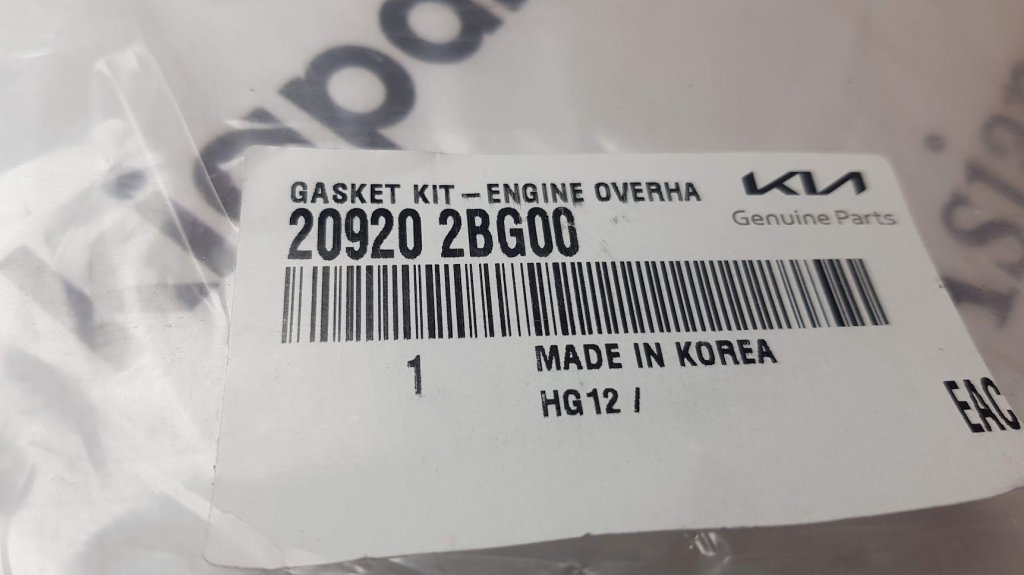 GASKET KIT-ENGINE OVERHA
KIA
Genuine Parts
20920 2BG00
1
MADE IN KOREA
HG12 /
EAC